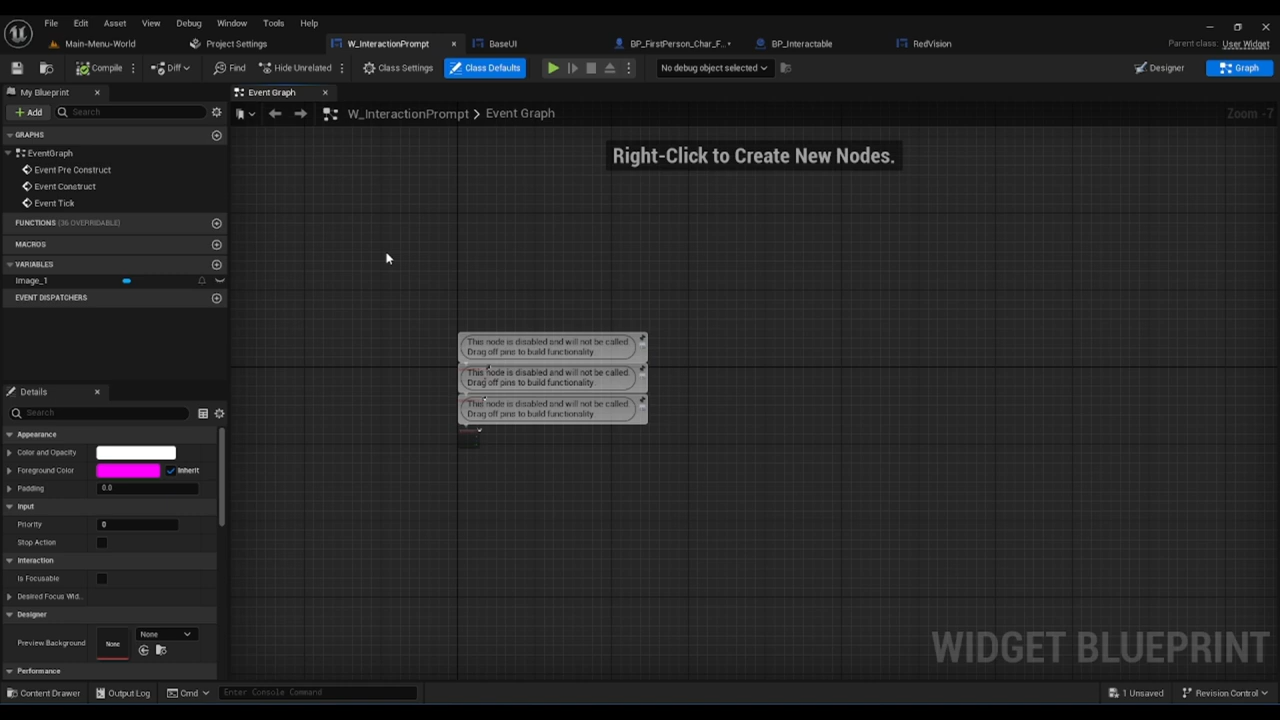 File Edit Asset View Debug Window Tools Help
Main-Menu-World Project Settings W_InteractionPrompt BaseUI BP_FirstPerson_Char_F... BP_Interactable RedVision Parent class: User Widget
Compile Diff Find Hide Unrelated Class Settings Class Defaults No debug object selected Designer Graph
My Blueprint Event Graph
Add Search W_InteractionPrompt > Event Graph Zoom -7
GRAPHS
EventGraph
Event Pre Construct
Event Construct
Event Tick
FUNCTIONS (36 OVERRIDABLE)
MACROS
VARIABLES
Image_1
EVENT DISPATCHERS
Right-Click to Create New Nodes.
This node is disabled and will not be called.
Drag off pins to build functionality.
This node is disabled and will not be called.
Drag off pins to build functionality.
This node is disabled and will not be called.
Drag off pins to build functionality.
Details
Search
Appearance
Color and Opacity
Foreground Color Inherit
Padding 0.0
Input
Priority 0
Stop Action
Interaction
Is Focusable
Desired Focus Wid...
Designer
Preview Background None None
Performance
WIDGET BLUEPRINT
Content Drawer Output Log Cmd Enter Console Command 1 Unsaved Revision Control